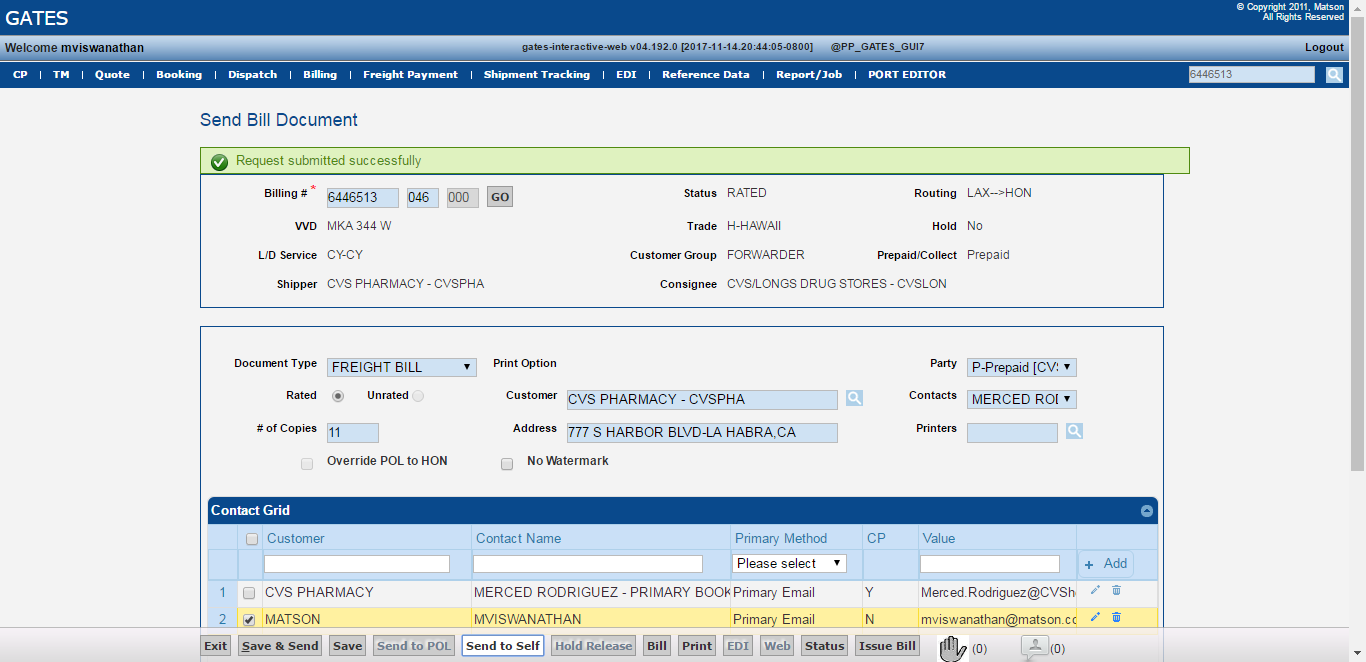 GATES
© Copyright 2011, Matson
All Rights Reserved
Welcome mviswanathan gates-interactive-web v04.192.0 [2017-11-14.20:44:05-0800] @PP_GATES_GUI7 Logout
CP | TM | Quote | Booking | Dispatch | Billing | Freight Payment | Shipment Tracking | EDI | Reference Data | Report/Job | PORT EDITOR 6446513
Send Bill Document
Request submitted successfully
Billing # * 6446513 046 000 GO Status RATED Routing LAX-->HON
VVD MKA 344 W Trade H-HAWAII Hold No
L/D Service CY-CY Customer Group FORWARDER Prepaid/Collect Prepaid
Shipper CVS PHARMACY - CVSPHA Consignee CVS/LONGS DRUG STORES - CVSLON
Document Type FREIGHT BILL Print Option Party P-Prepaid [CV
Rated Unrated Customer CVS PHARMACY - CVSPHA Contacts MERCED RO
# of Copies 11 Address 777 S HARBOR BLVD-LA HABRA,CA Printers
Override POL to HON No Watermark
Contact Grid
Customer Contact Name Primary Method CP Value
Please select + Add
1 CVS PHARMACY MERCED RODRIGUEZ - PRIMARY BOOK Primary Email Y Merced.Rodriguez@CVSh
2 MATSON MVISWANATHAN Primary Email N mviswanathan@matson.co
Exit Save & Send Save Send to POL Send to Self Hold Release Bill Print EDI Web Status Issue Bill (0) (0)